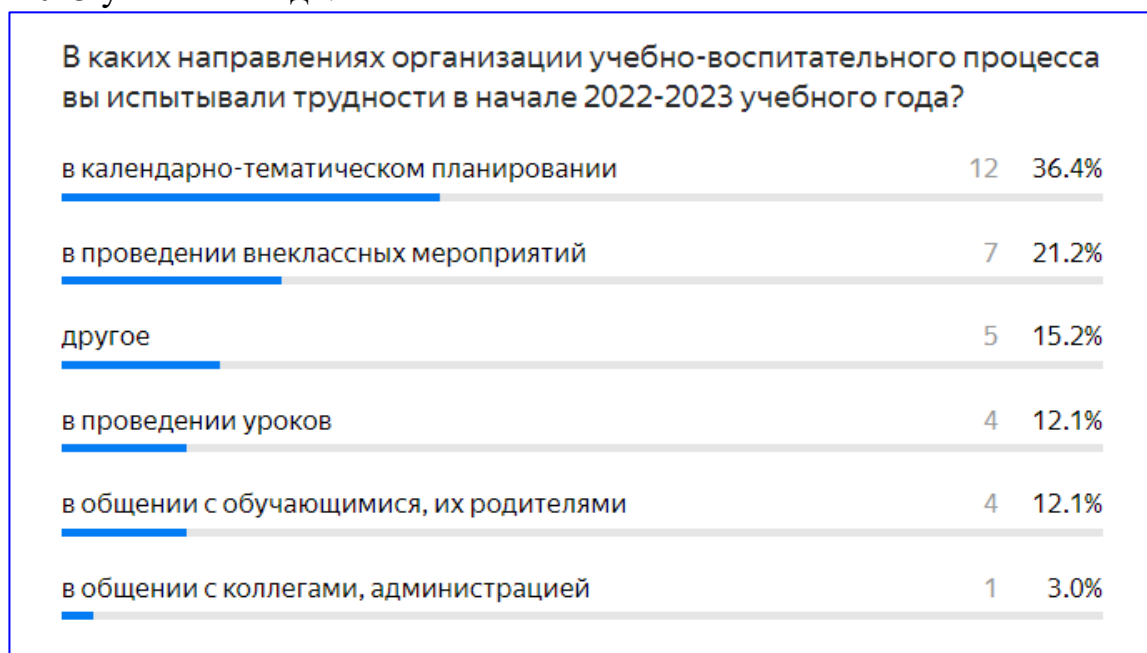 В каких направлениях организации учебно-воспитательного процесса
вы испытывали трудности в начале 2022-2023 учебного года?
в календарно-тематическом планировании 12 36.4%
в проведении внеклассных мероприятий 7 21.2%
другое 5 15.2%
в проведении уроков 4 12.1%
в общении с обучающимися, их родителями 4 12.1%
в общении с коллегами, администрацией 1 3.0%